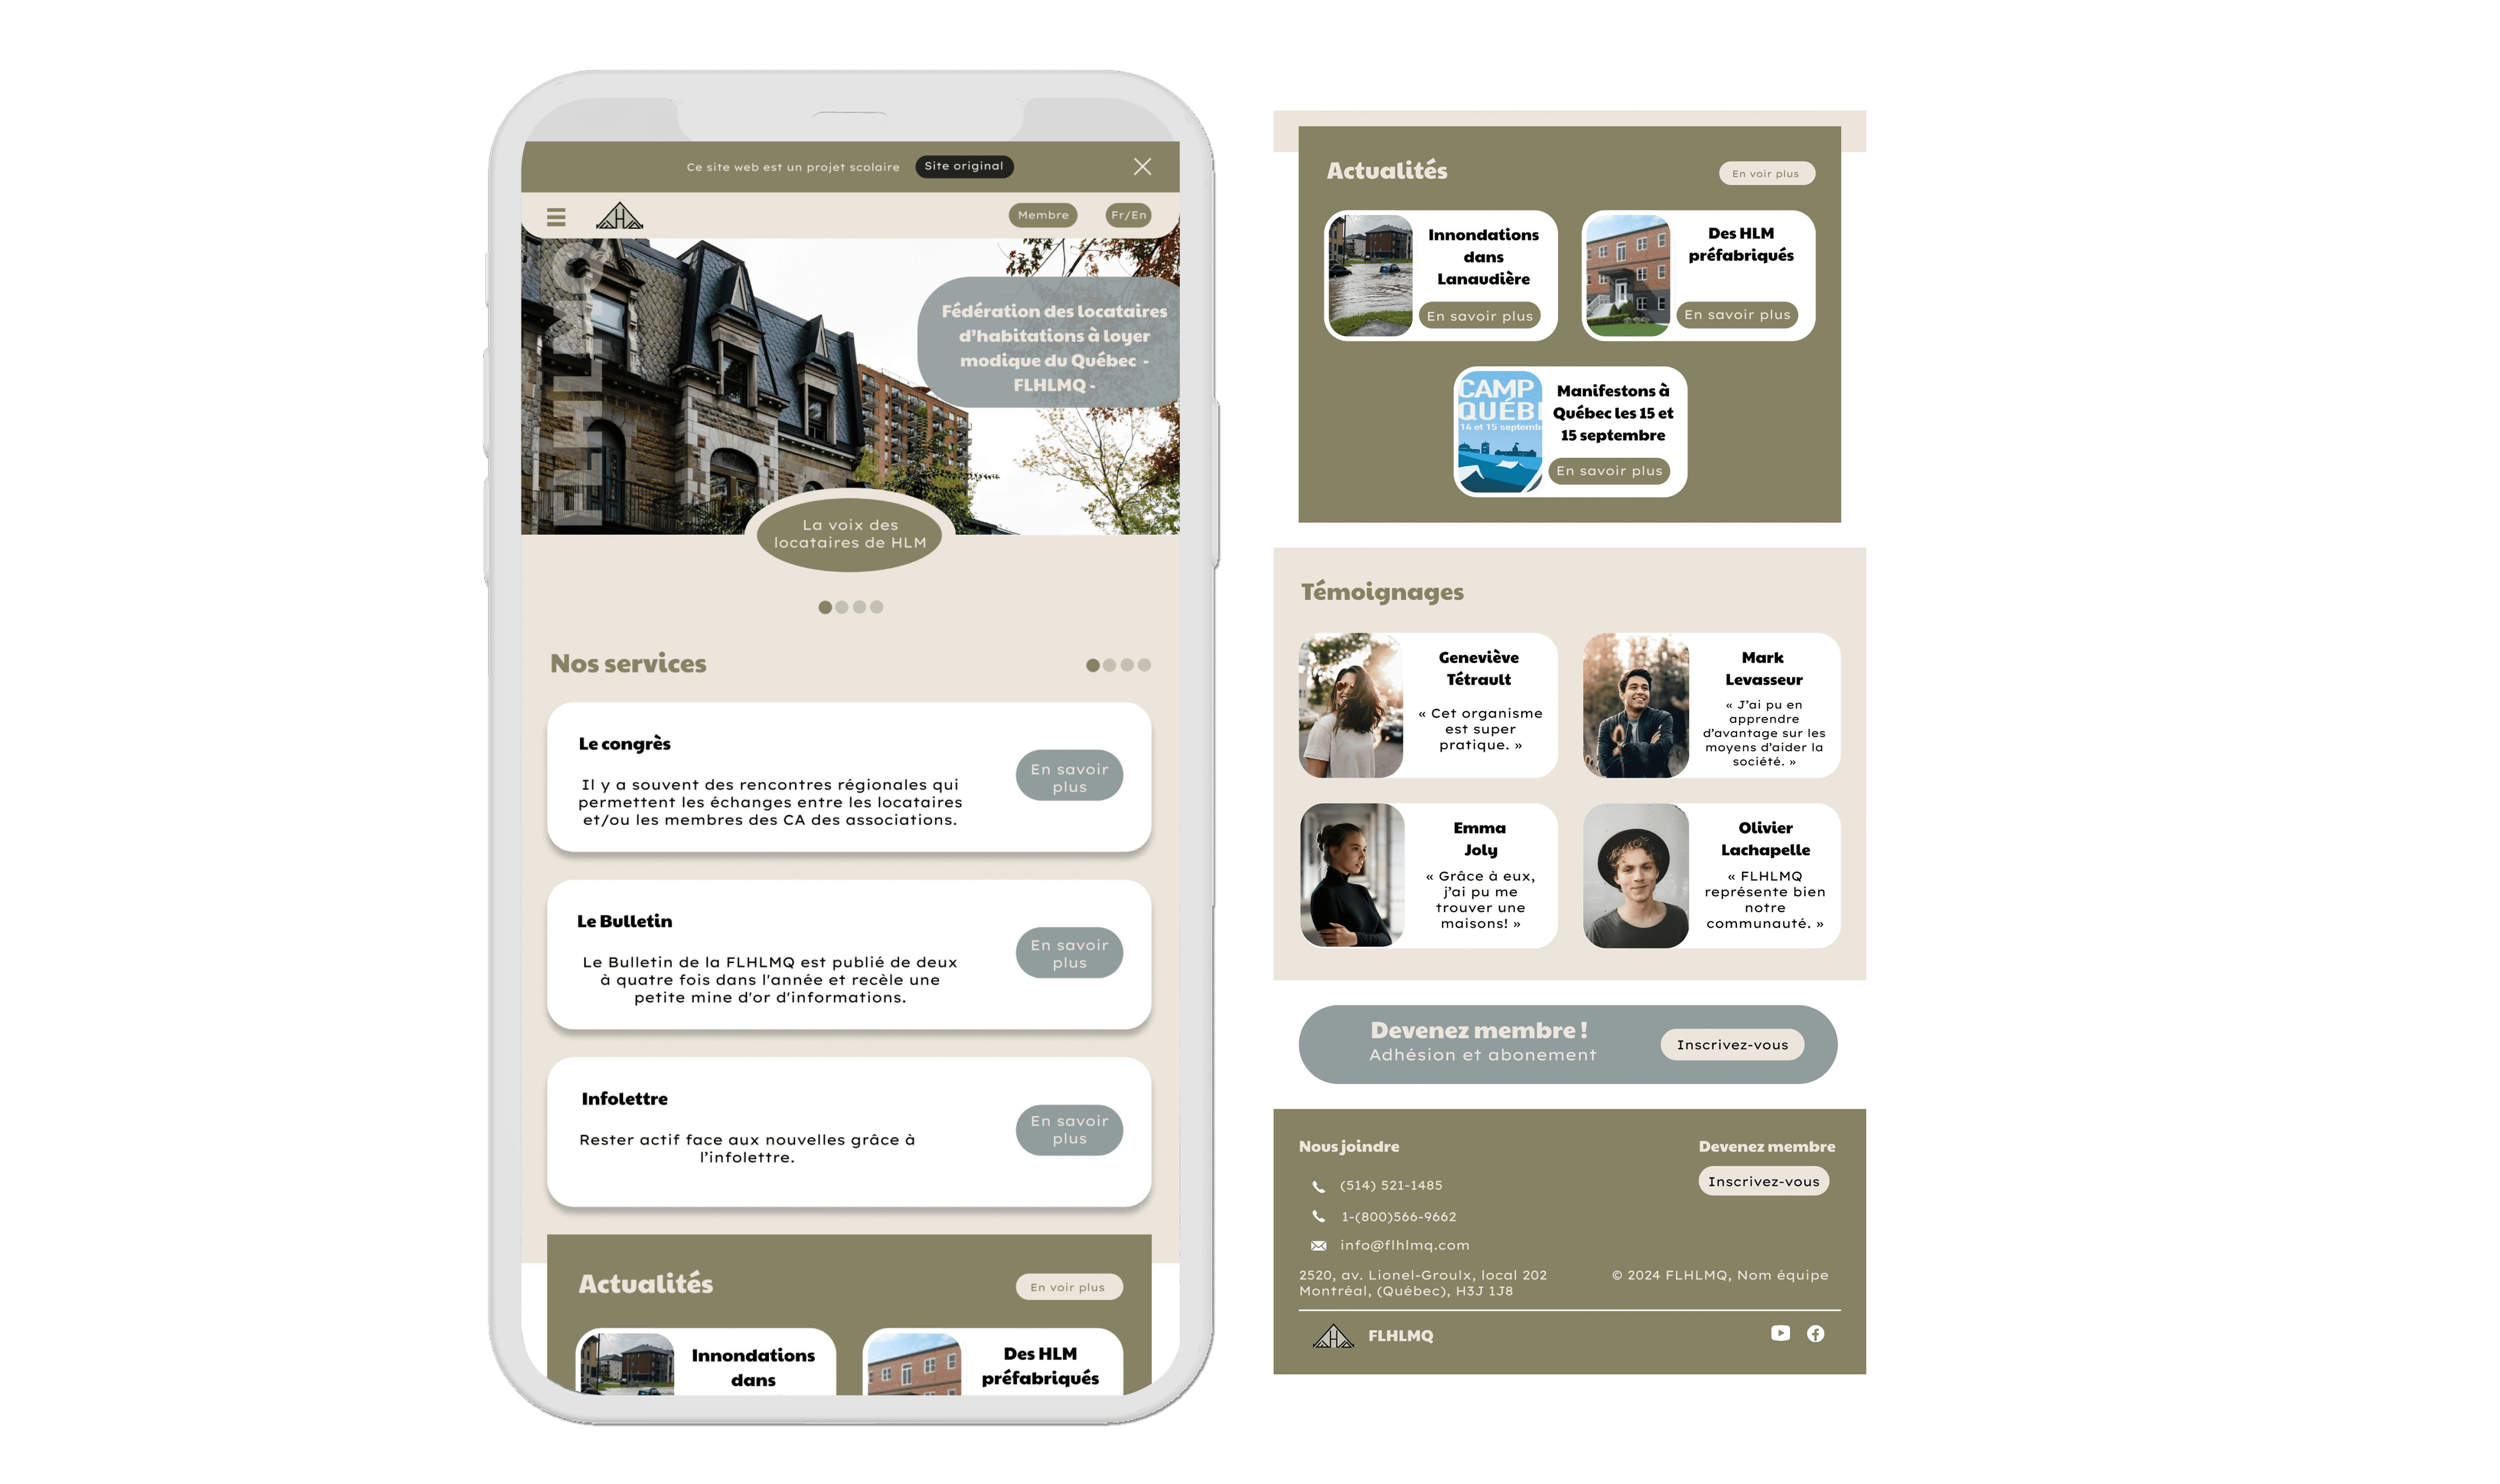 Ce site web est un projet scolaire
Site original
Membre
Fr/En
FLHLMQ
Fédération des locataires
d'habitations à loyer
modique du Québec -
FLHLMQ -
La voix des
locataires de HLM
Nos services
Le congrès
Il y a souvent des rencontres régionales qui
permettent les échanges entre les locataires
et/ou les membres des CA des associations.
En savoir
plus
Le Bulletin
Le Bulletin de la FLHLMQ est publié de deux
à quatre fois dans l'année et recèle une
petite mine d'or d'informations.
En savoir
plus
Infolettre
Rester actif face aux nouvelles grâce à
l'infolettre.
En savoir
plus
Actualités
En voir plus
Innondations
dans
Des HLM
préfabriqués
Actualités
En voir plus
Innondations
dans
Lanaudière
En savoir plus
Des HLM
préfabriqués
En savoir plus
CAMP
QUÉB
14 et 15 septemb
Manifestons à
Québec les 15 et
15 septembre
En savoir plus
Témoignages
Geneviève
Tétrault
« Cet organisme
est super
pratique. »
Mark
Levasseur
« J'ai pu en
apprendre
d'avantage sur les
moyens d'aider la
société. »
Emma
Joly
« Grâce à eux,
j'ai pu me
trouver une
maisons! »
Olivier
Lachapelle
« FLHLMQ
représente bien
notre
communauté. »
Devenez membre !
Adhésion et abonement
Inscrivez-vous
Nous joindre
(514) 521-1485
1-(800)566-9662
info@flhlmq.com
2520, av. Lionel-Groulx, local 202
Montréal, (Québec), H3J 1J8
Devenez membre
Inscrivez-vous
© 2024 FLHLMQ, Nom équipe
FLHLMQ